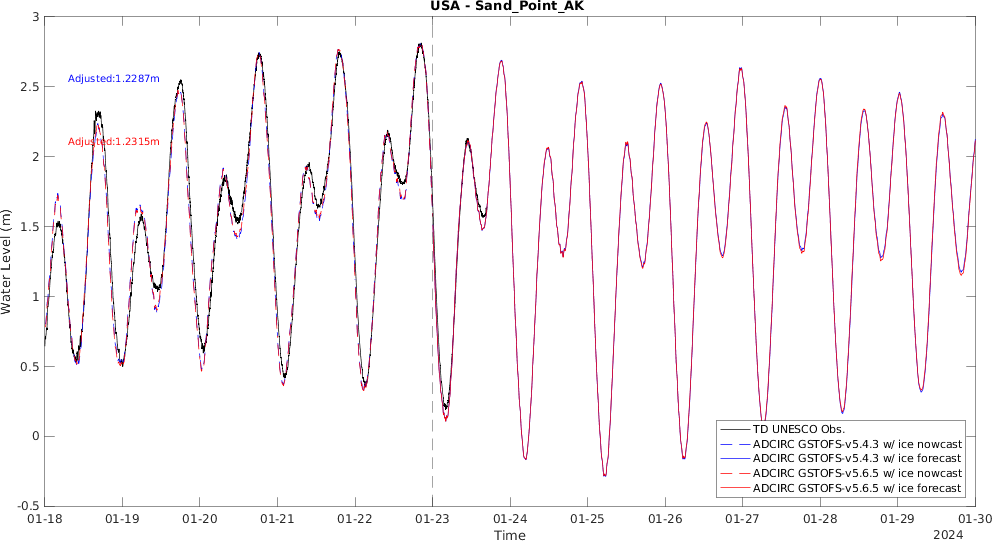 USA - Sand_Point_AK
3
2.5
2
1.5
1
0.5
0
-0.5
Water Level (m)
Adjusted:1.2287m
Adjusted:1.2315m
TD UNESCO Obs.
ADCIRC GSTOFS-v5.4.3 w/ ice nowcast
ADCIRC GSTOFS-v5.4.3 w/ ice forecast
ADCIRC GSTOFS-v5.6.5 w/ ice nowcast
ADCIRC GSTOFS-v5.6.5 w/ ice forecast
01-18 01-19 01-20 01-21 01-22 01-23 01-24 01-25 01-26 01-27 01-28 01-29 01-30
Time
2024